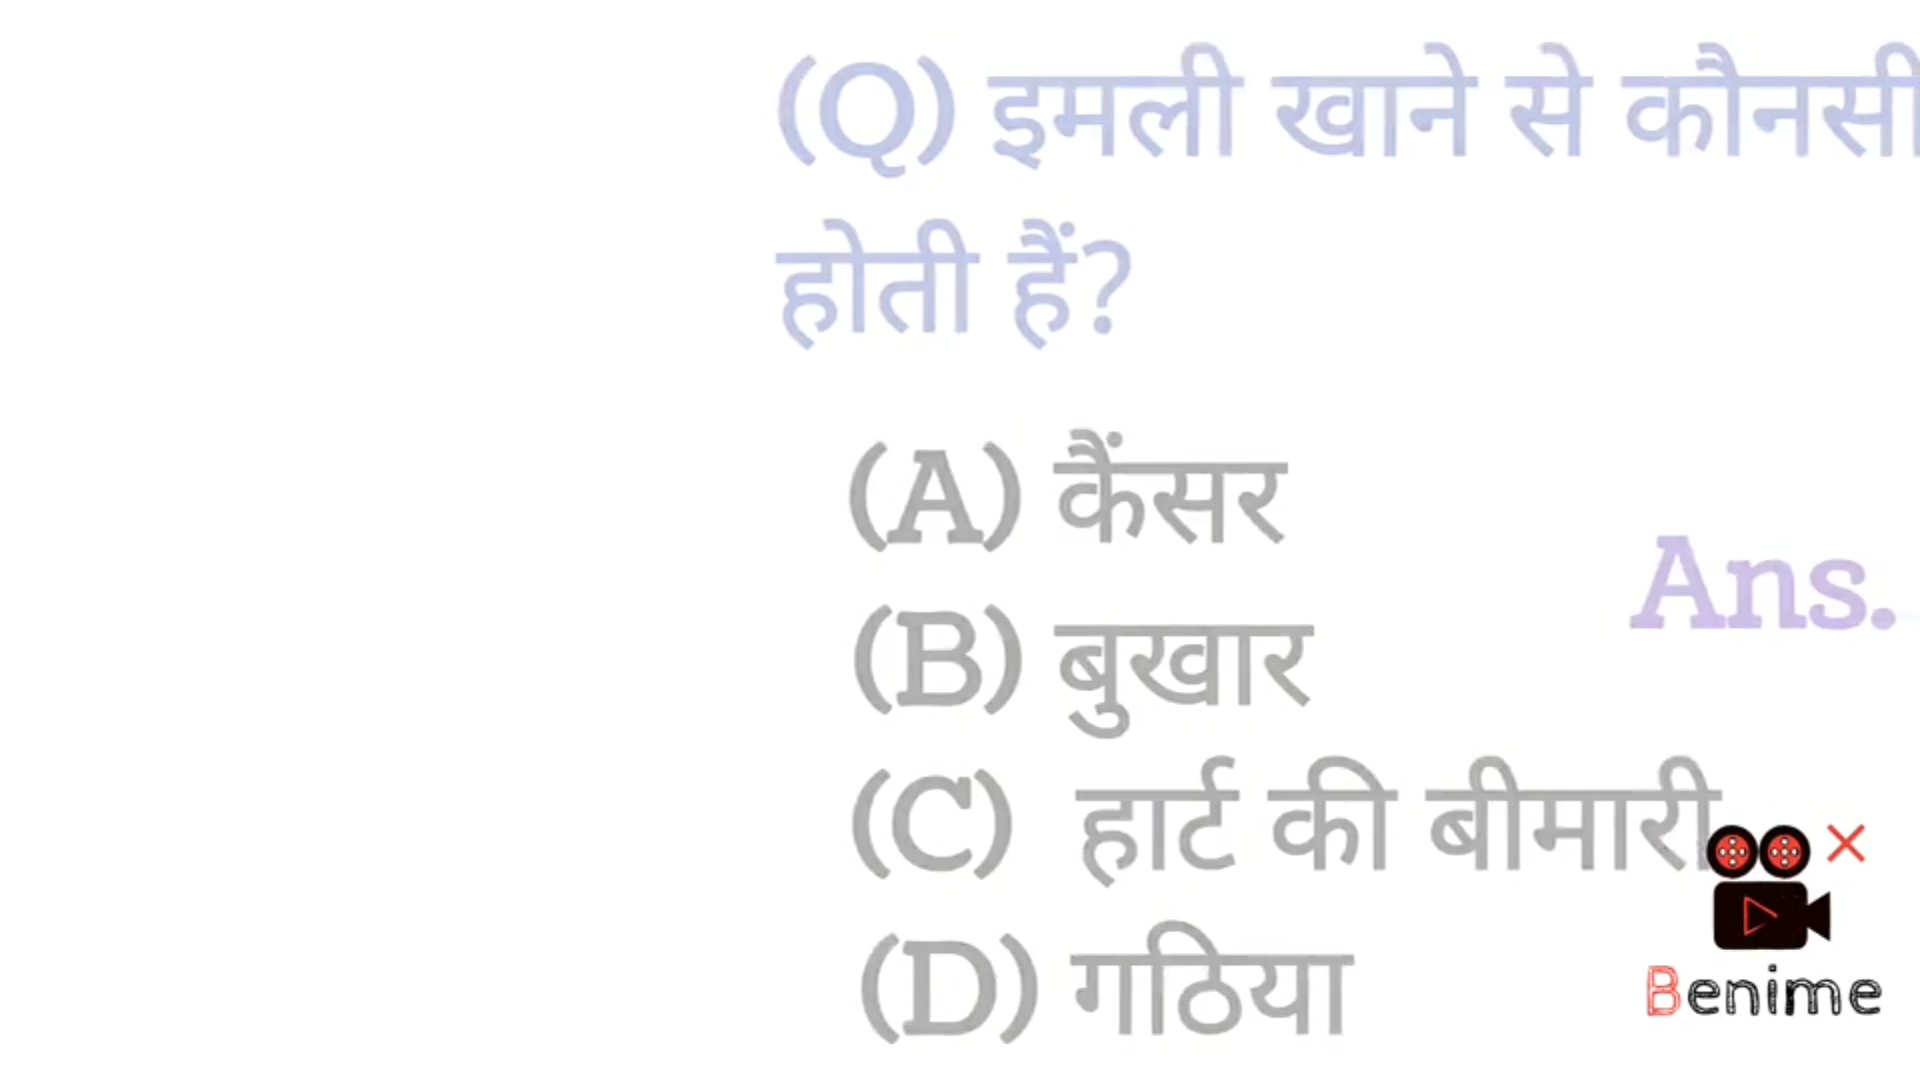 (Q) इमली खाने से कौनसी
होती हैं?
(A) कैंसर
Ans.
(B) बुखार
(C) हार्ट की बीमारी
(D) गठिया
Benime